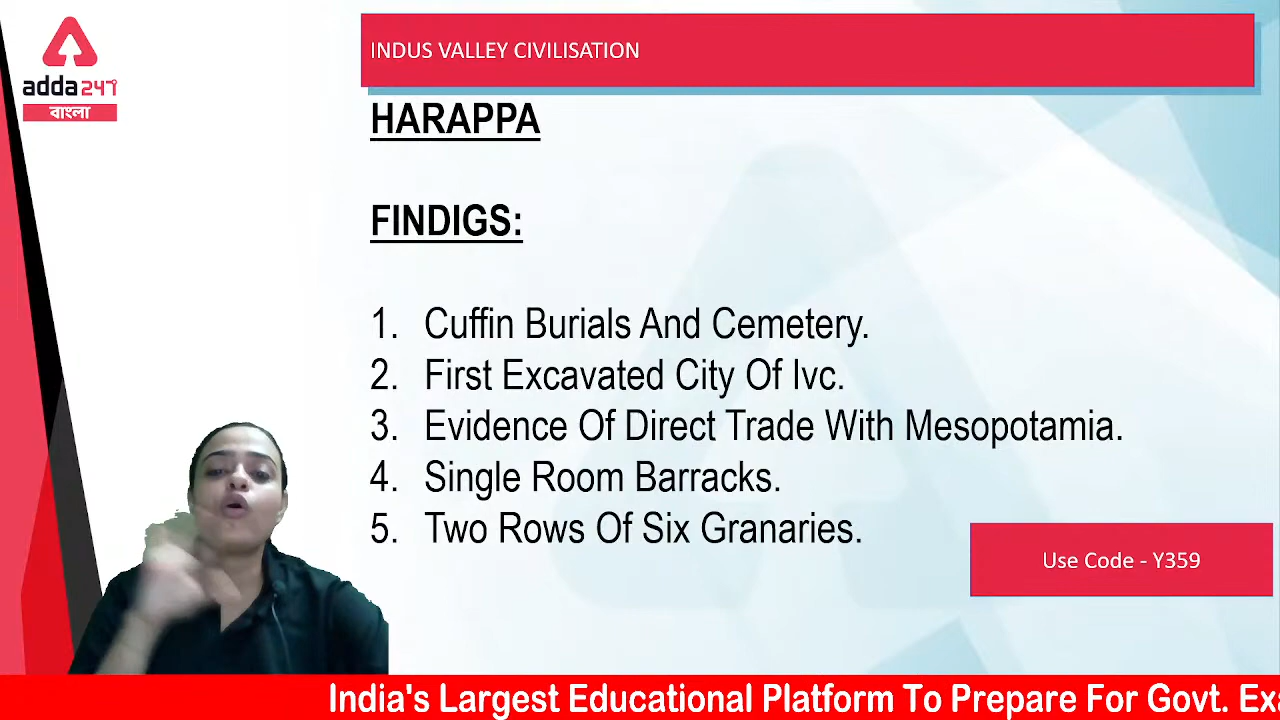 adda247
বাংলা
INDUS VALLEY CIVILISATION
HARAPPA
FINDIGS:
1. Cuffin Burials And Cemetery.
2. First Excavated City Of Ivc.
3. Evidence Of Direct Trade With Mesopotamia.
4. Single Room Barracks.
5. Two Rows Of Six Granaries.
Use Code - Y359
India's Largest Educational Platform To Prepare For Govt. Exa